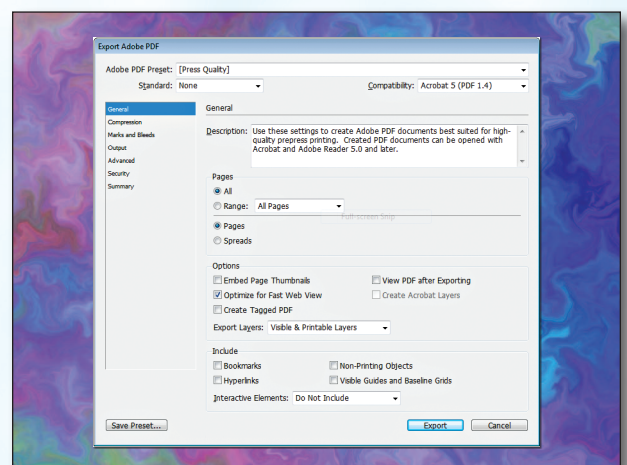 Export Adobe PDF
Adobe PDF Preset: [Press Quality]
Standard: None Compatibility: Acrobat 5 (PDF 1.4)
General
Compression
Marks and Bleeds
Output
Advanced
Security
Summary
General
Description: Use these settings to create Adobe PDF documents best suited for high-
quality prepress printing. Created PDF documents can be opened with
Acrobat and Adobe Reader 5.0 and later.
Pages
All
Range: All Pages
Full-screen Snip
Pages
Spreads
Options
Embed Page Thumbnails View PDF after Exporting
Optimize for Fast Web View Create Acrobat Layers
Create Tagged PDF
Export Layers: Visible & Printable Layers
Include
Bookmarks Non-Printing Objects
Hyperlinks Visible Guides and Baseline Grids
Interactive Elements: Do Not Include
Save Preset... Export Cancel